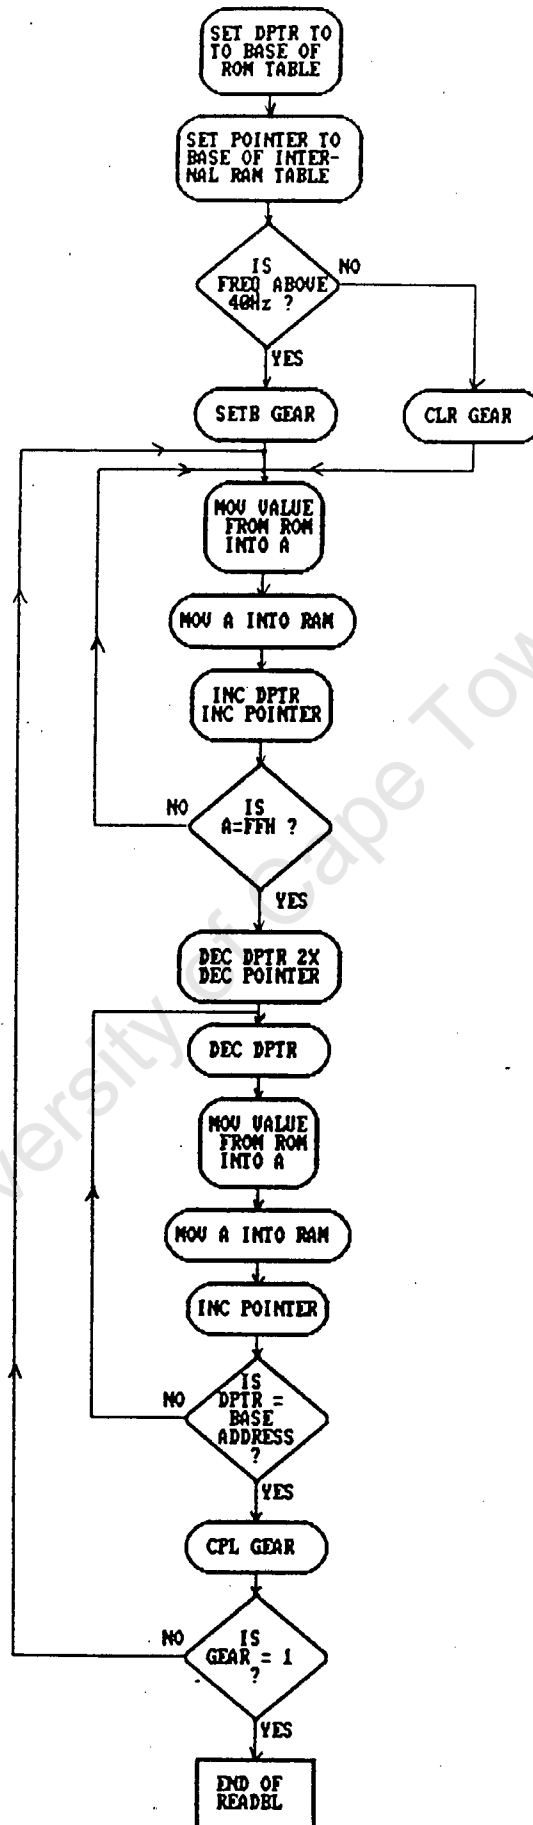 SET DPTR TO
TO BASE OF
ROM TABLE
SET POINTER TO
BASE OF INTER-
NAL RAM TABLE
IS
FREQ ABOVE
40Hz ?
NO
YES
SETB GEAR
CLR GEAR
MOV VALUE
FROM ROM
INTO A
MOV A INTO RAM
INC DPTR
INC POINTER
IS
A=FFH ?
NO
YES
DEC DPTR 2X
DEC POINTER
DEC DPTR
MOV VALUE
FROM ROM
INTO A
MOV A INTO RAM
INC POINTER
IS
DPTR =
BASE
ADDRESS
?
NO
YES
CPL GEAR
IS
GEAR = 1
?
NO
YES
END OF
READBL
versity of Cape Tow